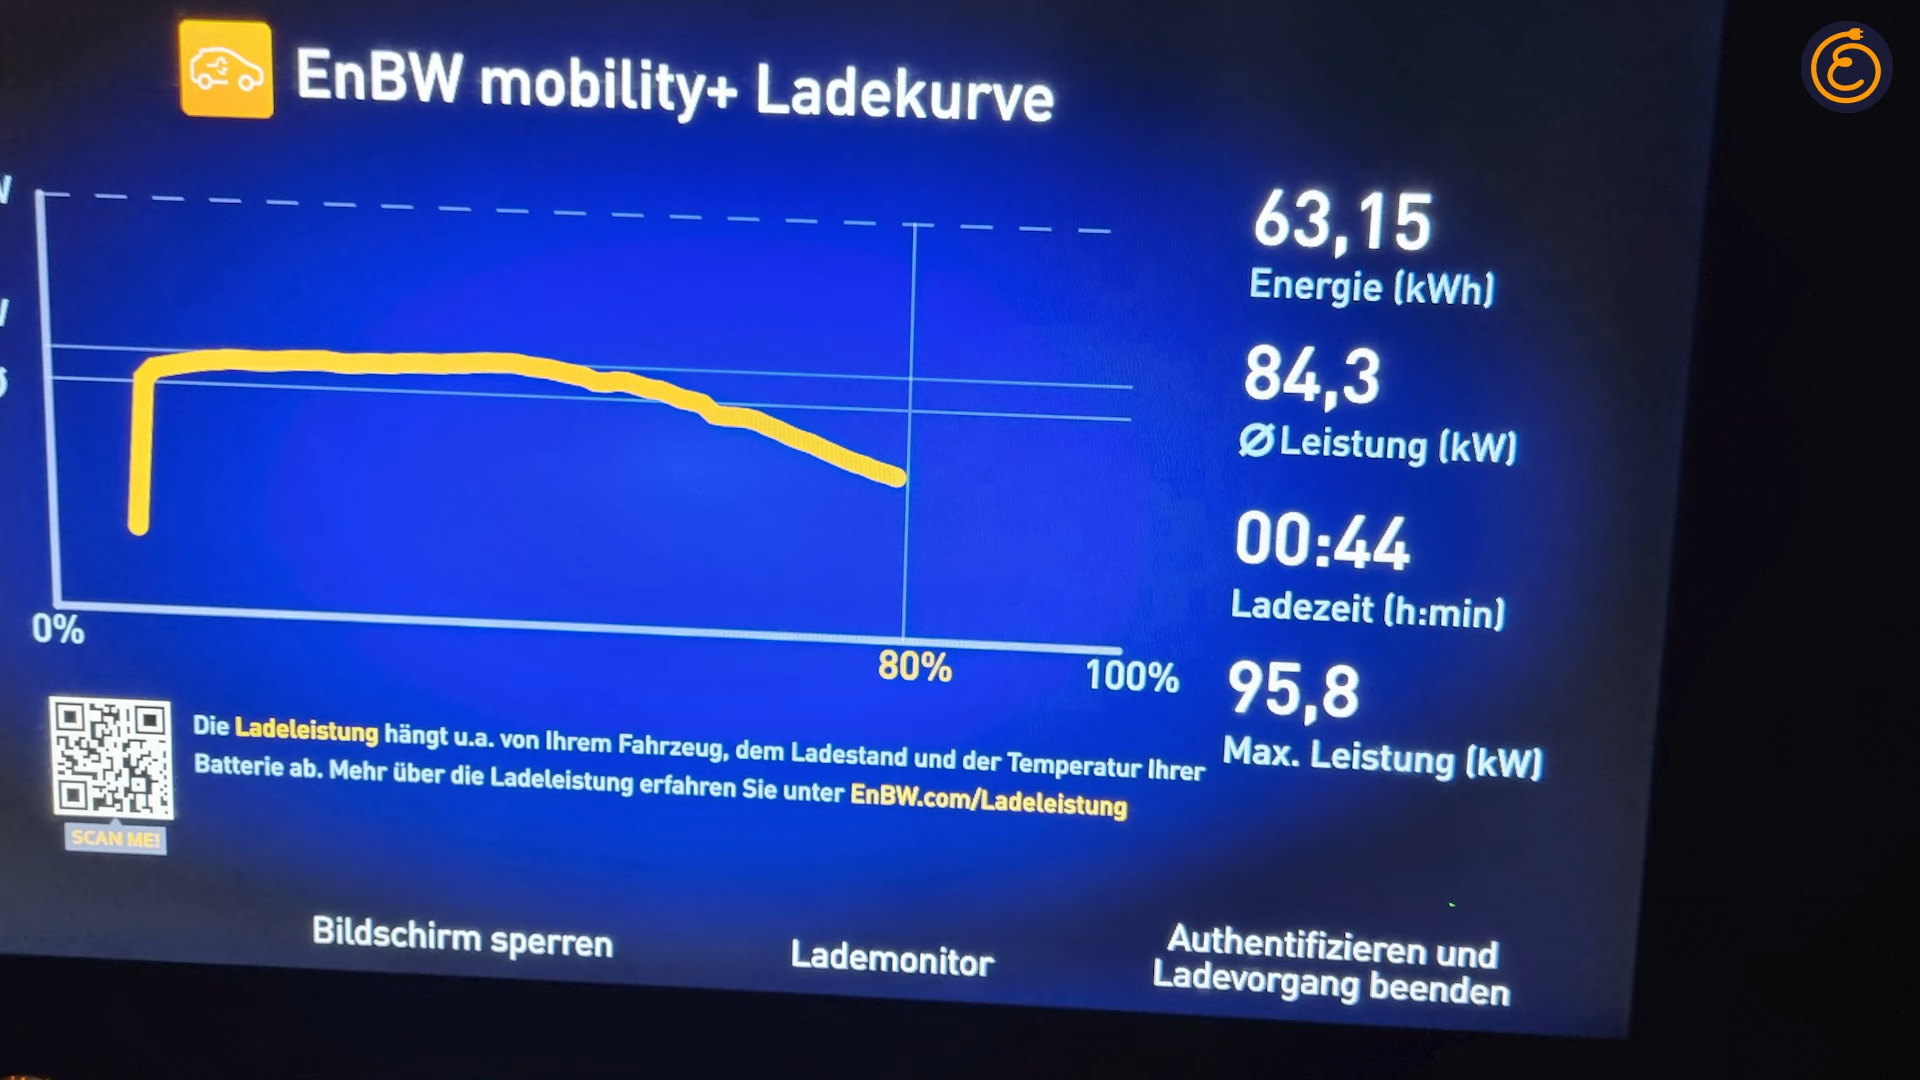 EnBW mobility+ Ladekurve
63,15
Energie (kWh)
84,3
Ø Leistung (kW)
00:44
Ladezeit (h:min)
95,8
Max. Leistung (kW)
0%
80%
100%
Die Ladeleistung hängt u.a. von Ihrem Fahrzeug, dem Ladestand und der Temperatur Ihrer
Batterie ab. Mehr über die Ladeleistung erfahren Sie unter EnBW.com/Ladeleistung
SCAN ME!
Bildschirm sperren
Lademonitor
Authentifizieren und
Ladevorgang beenden